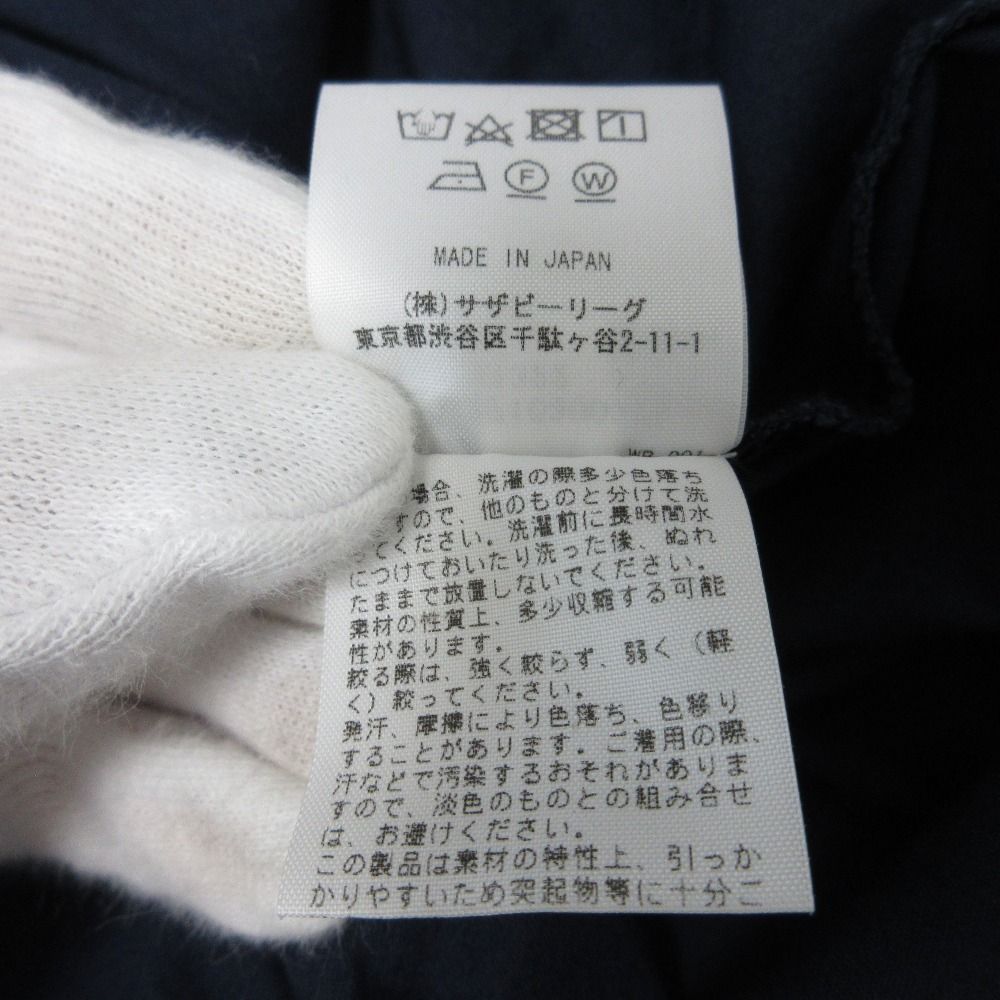 F W
MADE IN JAPAN
(株)サザビーリーグ
東京都渋谷区千駄ヶ谷2-11-1
場合、洗濯の際多少色落ち
すので、他のものと分けて洗
ってください。洗濯前に長時間水
につけておいたり洗った後、ぬれ
たままで放置しないでください。
素材の性質上、多少収縮する可能
性があります。
絞る際は、強く絞らず、弱く（軽
く）絞ってください。
発汗、摩擦により色落ち、色移り
することがあります。ご着用の際、
汗などで汚染するおそれがありま
すので、淡色のものとの組み合せ
は、お避けください。
この製品は素材の特性上、引っか
かりやすいため突起物等に十分ご